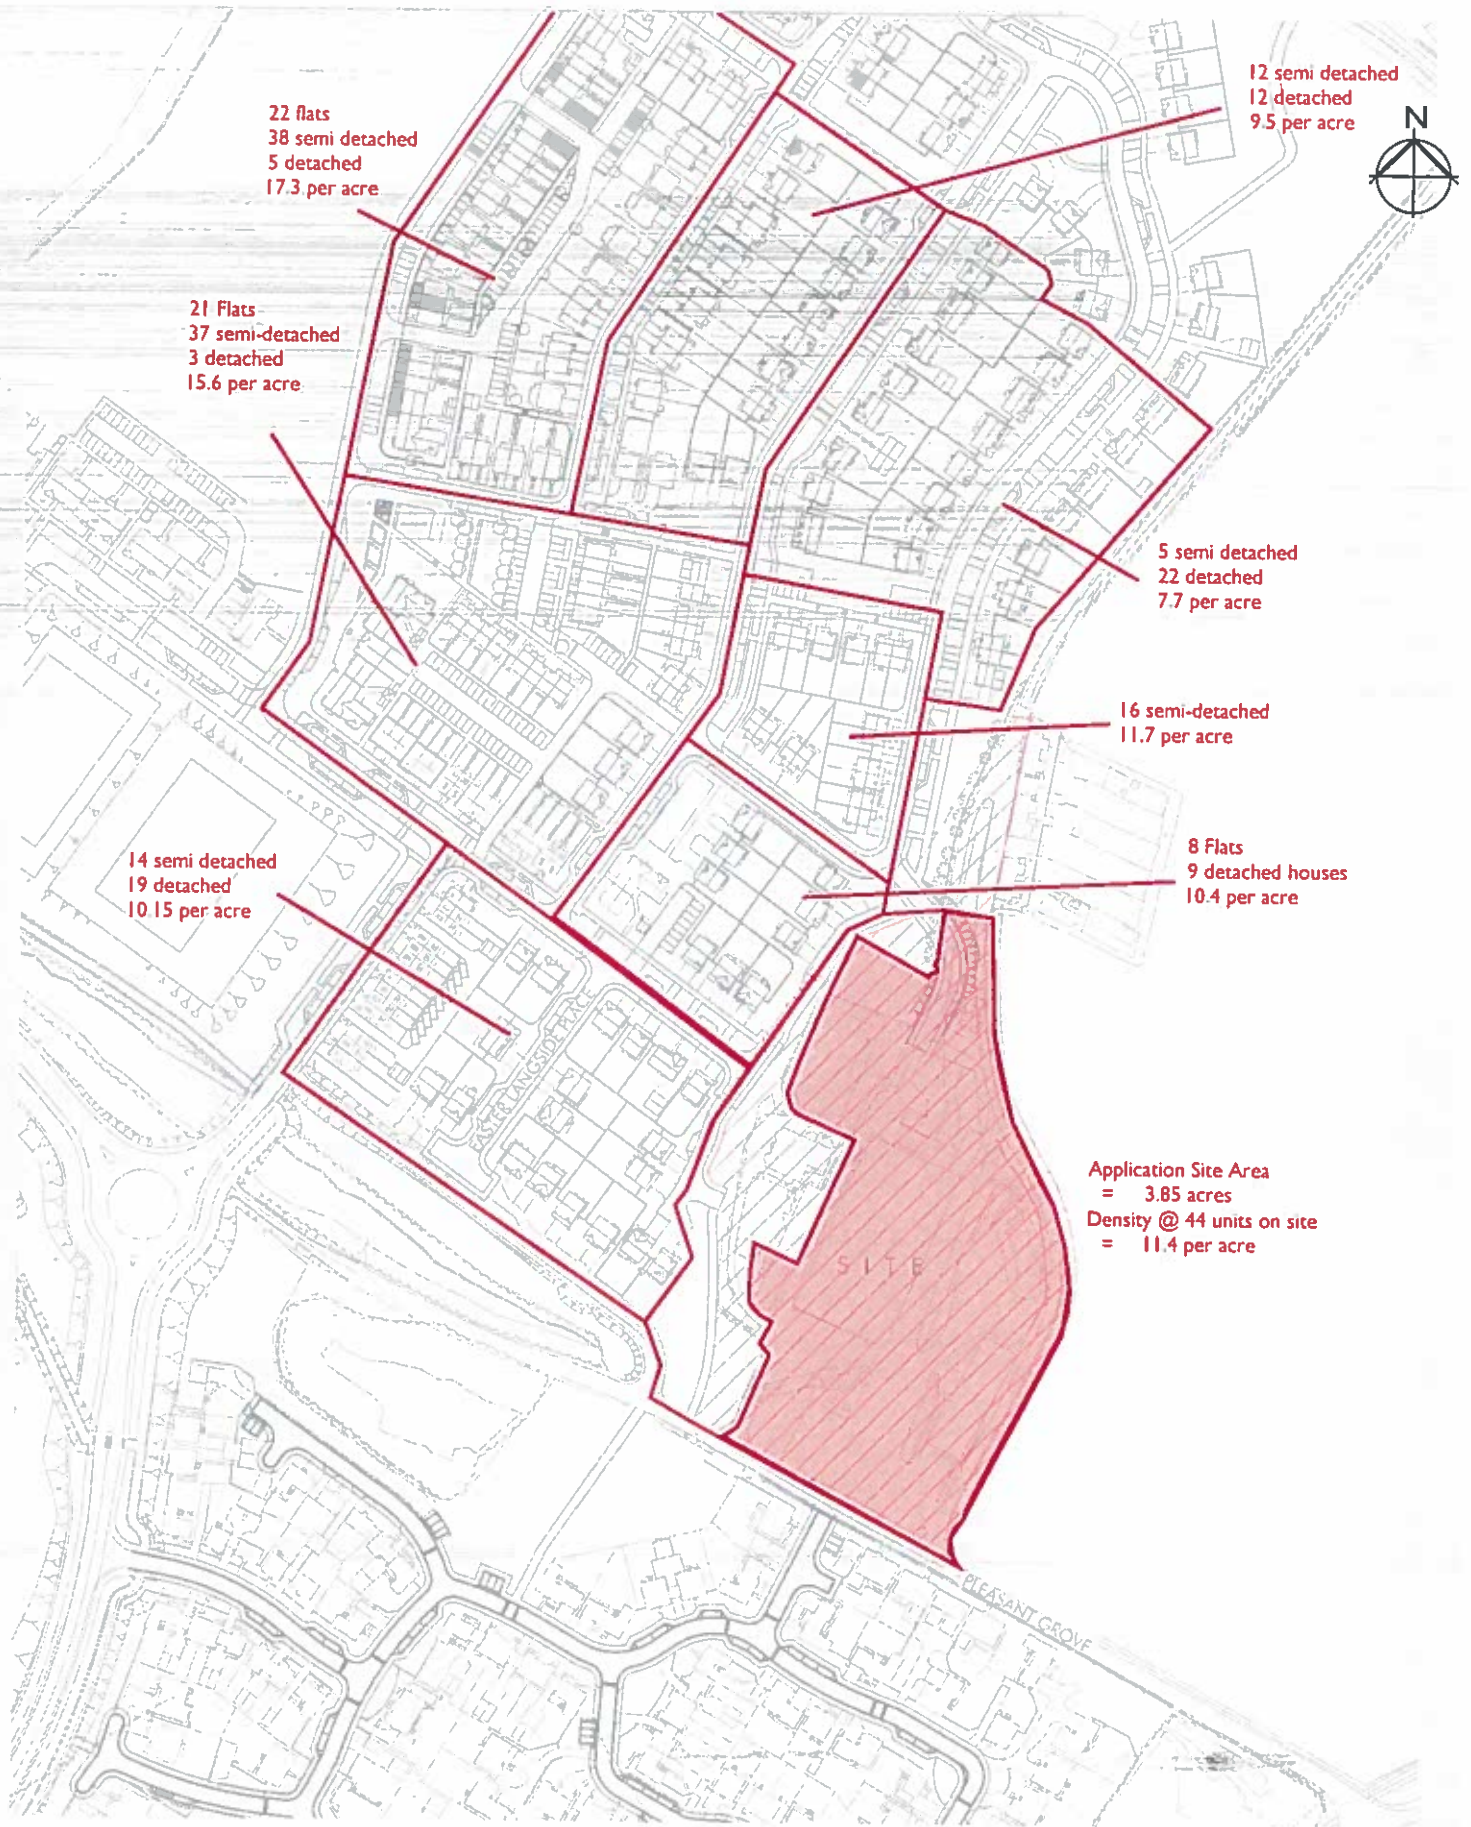 12 semi detached
12 detached
9.5 per acre
N
22 flats
38 semi detached
5 detached
17.3 per acre
21 Flats
37 semi-detached
3 detached
15.6 per acre
5 semi detached
22 detached
7.7 per acre
16 semi-detached
11.7 per acre
8 Flats
9 detached houses
10.4 per acre
14 semi detached
19 detached
10.15 per acre
EASTER LANGSIDE PLACE
Application Site Area
= 3.85 acres
Density @ 44 units on site
= 11.4 per acre
SITE
PLEASANT GROVE